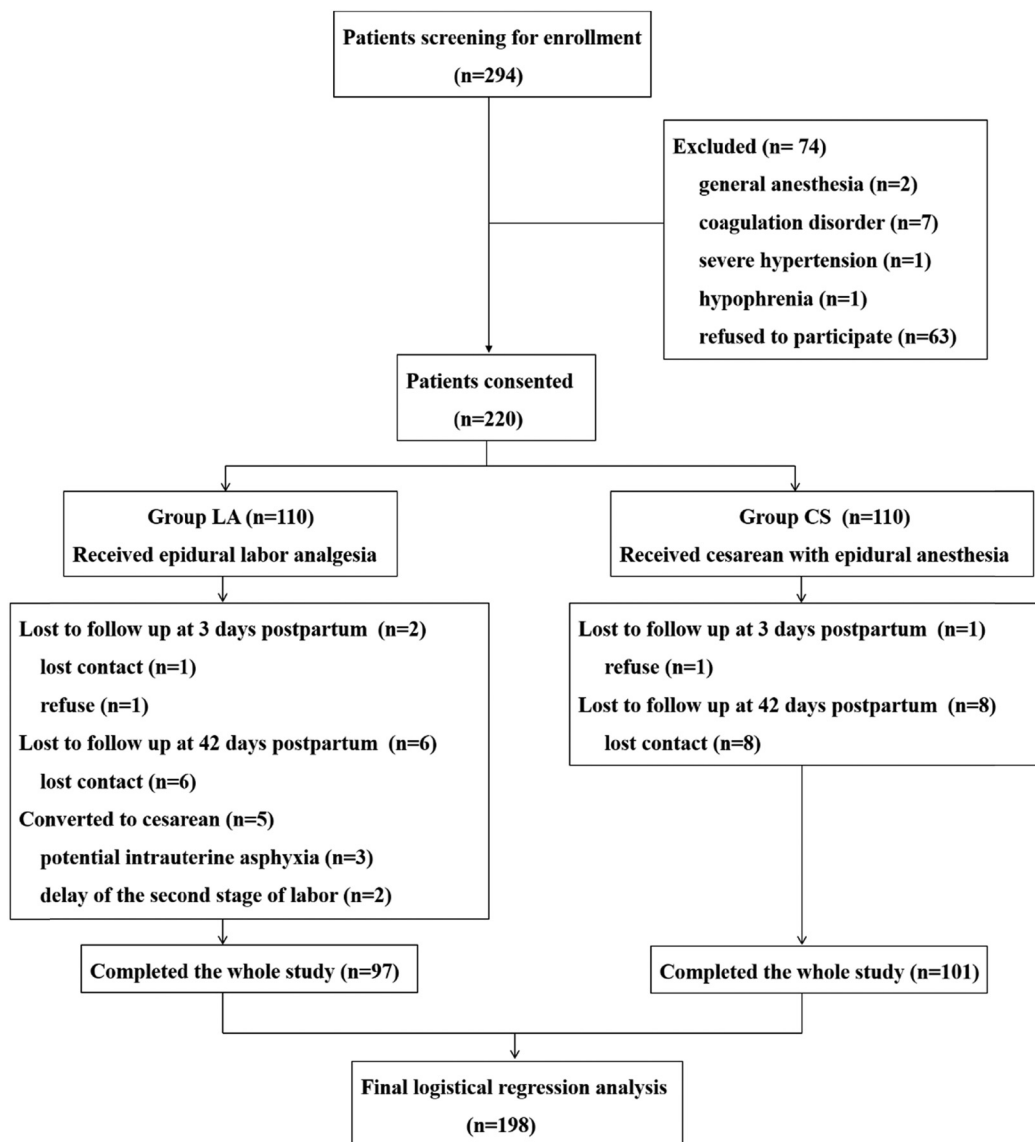 Patients screening for enrollment
(n=294)
Excluded (n= 74)
general anesthesia (n=2)
coagulation disorder (n=7)
severe hypertension (n=1)
hypophrenia (n=1)
refused to participate (n=63)
Patients consented
(n=220)
Group LA (n=110)
Received epidural labor analgesia
Group CS (n=110)
Received cesarean with epidural anesthesia
Lost to follow up at 3 days postpartum (n=2)
lost contact (n=1)
refuse (n=1)
Lost to follow up at 42 days postpartum (n=6)
lost contact (n=6)
Converted to cesarean (n=5)
potential intrauterine asphyxia (n=3)
delay of the second stage of labor (n=2)
Lost to follow up at 3 days postpartum (n=1)
refuse (n=1)
Lost to follow up at 42 days postpartum (n=8)
lost contact (n=8)
Completed the whole study (n=97)
Completed the whole study (n=101)
Final logistical regression analysis
(n=198)